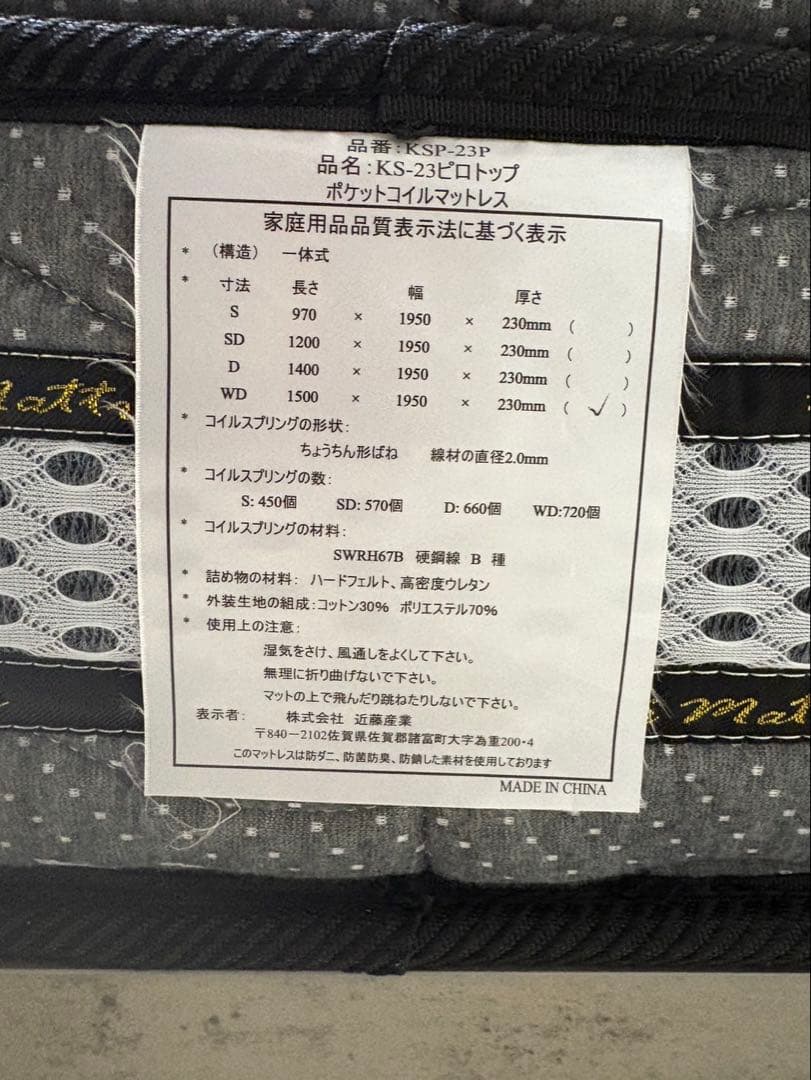 品番:KSP-23P
品名:KS-23ピロトップ
ポケットコイルマットレス
家庭用品品質表示法に基づく表示
* (構造) 一体式
* 寸法 長さ 幅 厚さ
S 970 × 1950 × 230mm ( )
SD 1200 × 1950 × 230mm ( )
D 1400 × 1950 × 230mm ( )
WD 1500 × 1950 × 230mm ( ✓ )
* コイルスプリングの形状:
ちょうちん形ばね 線材の直径2.0mm
* コイルスプリングの数:
S: 450個 SD: 570個 D: 660個 WD:720個
* コイルスプリングの材料:
SWRH67B 硬鋼線 B 種
* 詰め物の材料: ハードフェルト、高密度ウレタン
* 外装生地の組成:コットン30% ポリエステル70%
* 使用上の注意:
湿気をさけ、風通しをよくして下さい。
無理に折り曲げないで下さい。
マットの上で飛んだり跳ねたりしないで下さい。
表示者: 株式会社 近藤産業
〒840-2102佐賀県佐賀郡諸富町大字為重200・4
このマットレスは防ダニ、防菌防臭、防錆した素材を使用しております
MADE IN CHINA